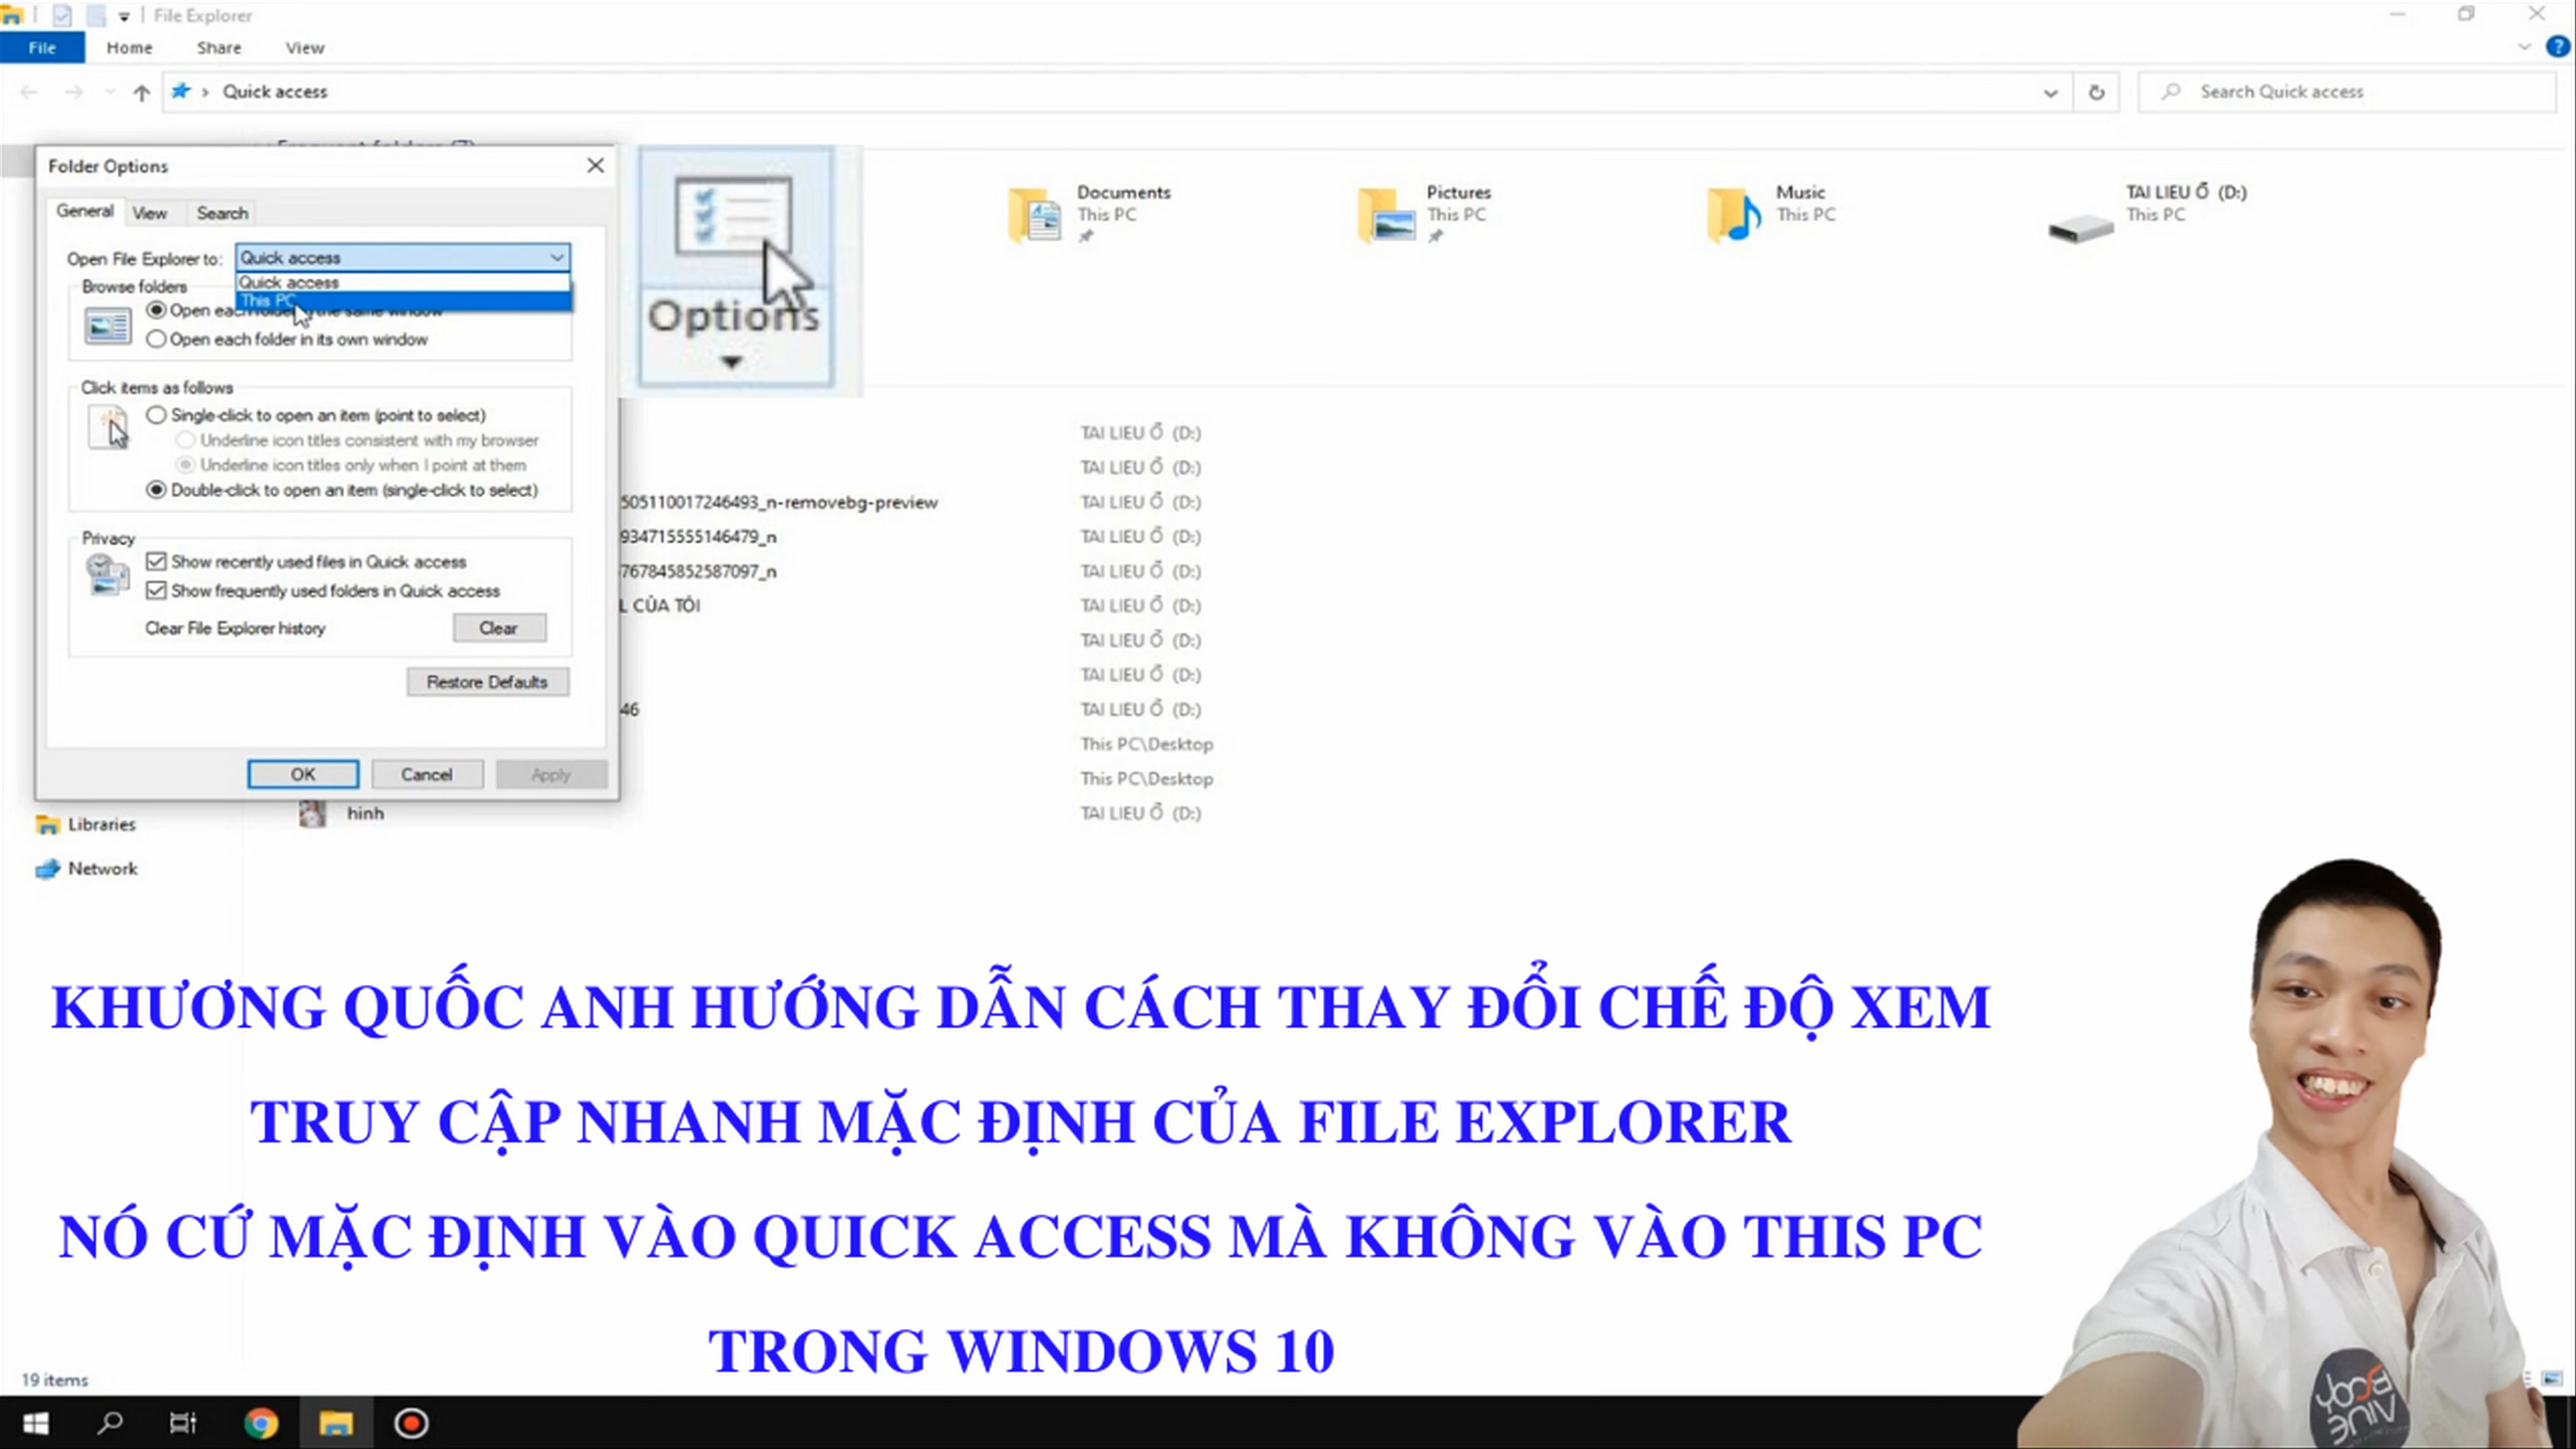 File Explorer
File Home Share View
Quick access
Search Quick access
Folder Options
General View Search
Open File Explorer to: Quick access
Quick access
This PC
Browse folders
Open each folder in the same window
Open each folder in its own window
Click items as follows
Single-click to open an item (point to select)
Underline icon titles consistent with my browser
Underline icon titles only when I point at them
Double-click to open an item (single-click to select)
Privacy
Show recently used files in Quick access
Show frequently used folders in Quick access
Clear File Explorer history Clear
Restore Defaults
OK Cancel Apply
Options
Documents
This PC
Pictures
This PC
Music
This PC
TAI LIEU Ổ (D:)
This PC
TAI LIEU Ổ (D:)
TAI LIEU Ổ (D:)
505110017246493_n-removebg-preview TAI LIEU Ổ (D:)
934715555146479_n TAI LIEU Ổ (D:)
767845852587097_n TAI LIEU Ổ (D:)
L CỦA TÔI TAI LIEU Ổ (D:)
TAI LIEU Ổ (D:)
TAI LIEU Ổ (D:)
46 TAI LIEU Ổ (D:)
This PC\Desktop
This PC\Desktop
hinh TAI LIEU Ổ (D:)
Libraries
Network
KHƯƠNG QUỐC ANH HƯỚNG DẪN CÁCH THAY ĐỔI CHẾ ĐỘ XEM
TRUY CẬP NHANH MẶC ĐỊNH CỦA FILE EXPLORER
NÓ CỨ MẶC ĐỊNH VÀO QUICK ACCESS MÀ KHÔNG VÀO THIS PC
TRONG WINDOWS 10
19 items